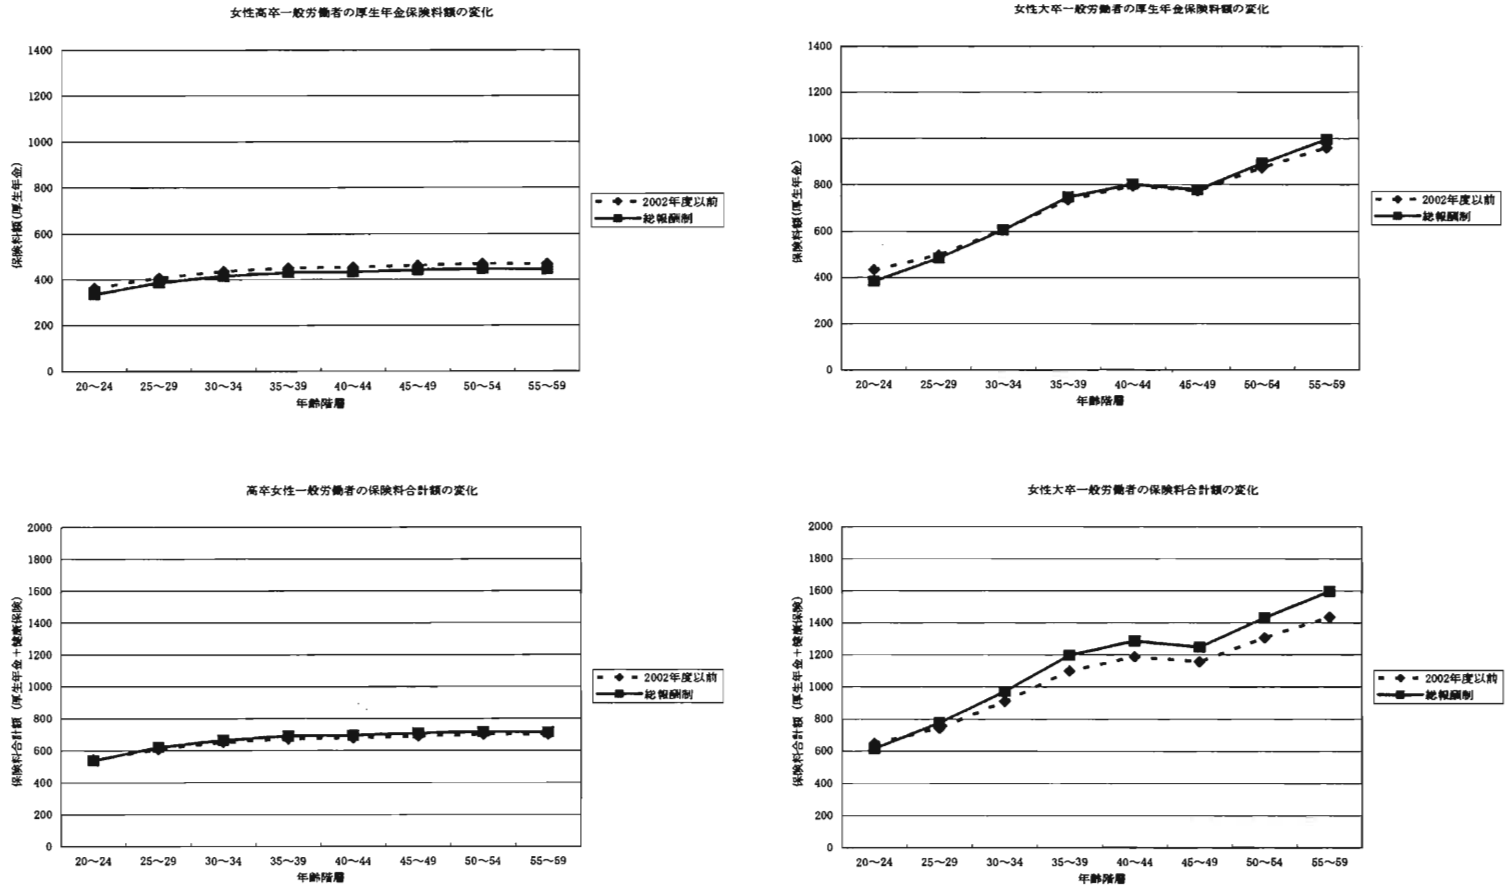 女性高卒一般労働者の厚生年金保険料額の変化
1400
1200
1000
800
600
400
200
0
保険料額(厚生年金)
20～24 25～29 30～34 35～39 40～44 45～49 50～54 55～59
年齢階層
2002年度以前
総報酬制
女性大卒一般労働者の厚生年金保険料額の変化
1400
1200
1000
800
600
400
200
0
保険料額(厚生年金)
20～24 25～29 30～34 35～39 40～44 45～49 50～54 55～59
年齢階層
2002年度以前
総報酬制
高卒女性一般労働者の保険料合計額の変化
2000
1800
1600
1400
1200
1000
800
600
400
200
0
保険料合計額（厚生年金＋健康保険）
20～24 25～29 30～34 35～39 40～44 45～49 50～54 55～59
年齢階層
2002年度以前
総報酬制
女性大卒一般労働者の保険料合計額の変化
2000
1800
1600
1400
1200
1000
800
600
400
200
0
保険料合計額（厚生年金＋健康保険）
20～24 25～29 30～34 35～39 40～44 45～49 50～54 55～59
年齢階層
2002年度以前
総報酬制